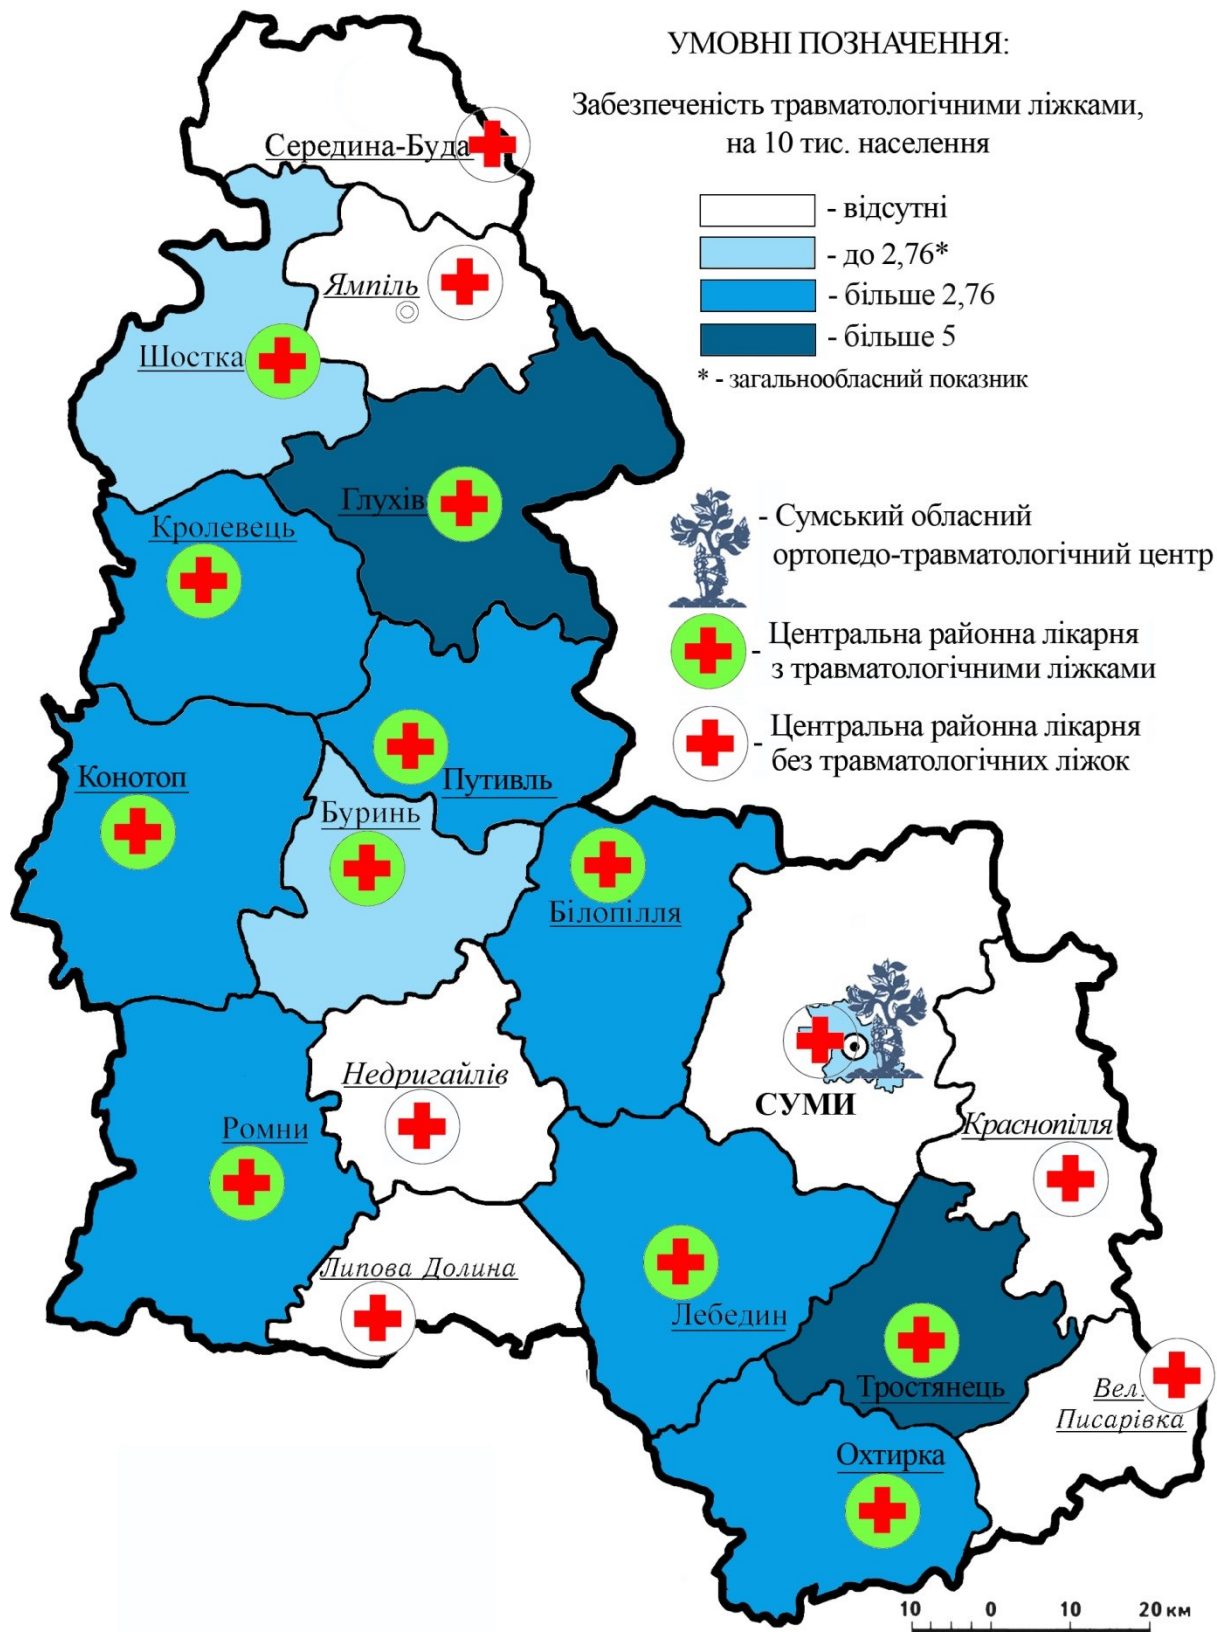 УМОВНІ ПОЗНАЧЕННЯ:
Забезпеченість травматологічними ліжками,
на 10 тис. населення
- відсутні
- до 2,76*
- більше 2,76
- більше 5
* - загальнообласний показник
- Сумський обласний
ортопедо-травматологічний центр
- Центральна районна лікарня
з травматологічними ліжками
- Центральна районна лікарня
без травматологічних ліжок
Середина-Буда
Ямпіль
Шостка
Глухів
Кролевець
Конотоп
Путивль
Буринь
Білопілля
СУМИ
Недригайлів
Ромни
Краснопілля
Липова Долина
Лебедин
Тростянець
Вел.
Писарівка
Охтирка
10 0 10 20 км